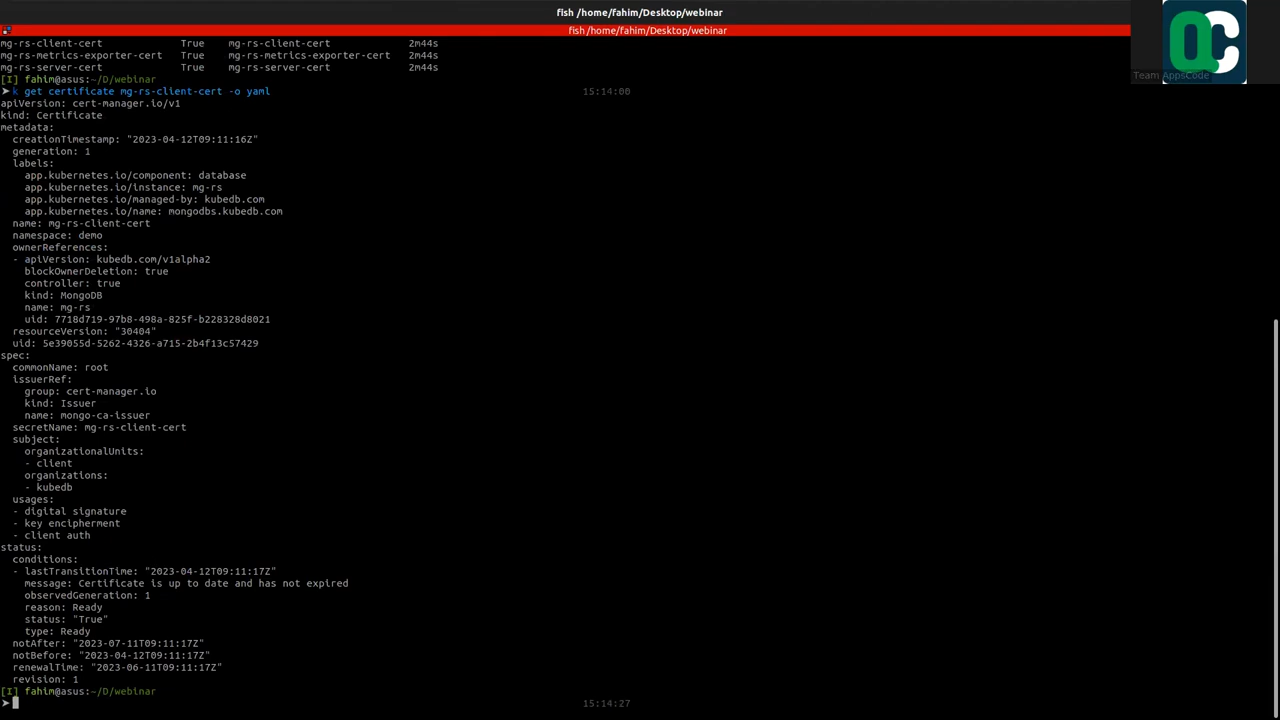 fish /home/fahim/Desktop/webinar
fish /home/fahim/Desktop/webinar
QC
Team AppsCode
mg-rs-client-cert True mg-rs-client-cert 2m44s
mg-rs-metrics-exporter-cert True mg-rs-metrics-exporter-cert 2m44s
mg-rs-server-cert True mg-rs-server-cert 2m44s
[I] fahim@asus:~/D/webinar
➤ k get certificate mg-rs-client-cert -o yaml 15:14:00
apiVersion: cert-manager.io/v1
kind: Certificate
metadata:
  creationTimestamp: "2023-04-12T09:11:16Z"
  generation: 1
  labels:
    app.kubernetes.io/component: database
    app.kubernetes.io/instance: mg-rs
    app.kubernetes.io/managed-by: kubedb.com
    app.kubernetes.io/name: mongodbs.kubedb.com
  name: mg-rs-client-cert
  namespace: demo
  ownerReferences:
  - apiVersion: kubedb.com/v1alpha2
    blockOwnerDeletion: true
    controller: true
    kind: MongoDB
    name: mg-rs
    uid: 7718d719-97b8-498a-825f-b228328d8021
  resourceVersion: "30404"
  uid: 5e39055d-5262-4326-a715-2b4f13c57429
spec:
  commonName: root
  issuerRef:
    group: cert-manager.io
    kind: Issuer
    name: mongo-ca-issuer
  secretName: mg-rs-client-cert
  subject:
    organizationalUnits:
    - client
    organizations:
    - kubedb
  usages:
  - digital signature
  - key encipherment
  - client auth
status:
  conditions:
  - lastTransitionTime: "2023-04-12T09:11:17Z"
    message: Certificate is up to date and has not expired
    observedGeneration: 1
    reason: Ready
    status: "True"
    type: Ready
  notAfter: "2023-07-11T09:11:17Z"
  notBefore: "2023-04-12T09:11:17Z"
  renewalTime: "2023-06-11T09:11:17Z"
  revision: 1
[I] fahim@asus:~/D/webinar
➤ 15:14:27